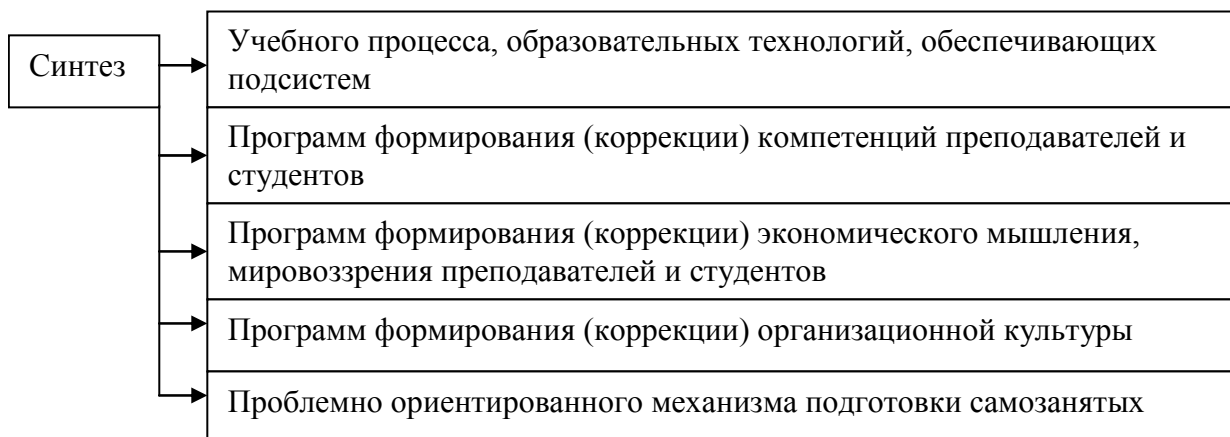 Синтез
Учебного процесса, образовательных технологий, обеспечивающих
подсистем
Программ формирования (коррекции) компетенций преподавателей и
студентов
Программ формирования (коррекции) экономического мышления,
мировоззрения преподавателей и студентов
Программ формирования (коррекции) организационной культуры
Проблемно ориентированного механизма подготовки самозанятых